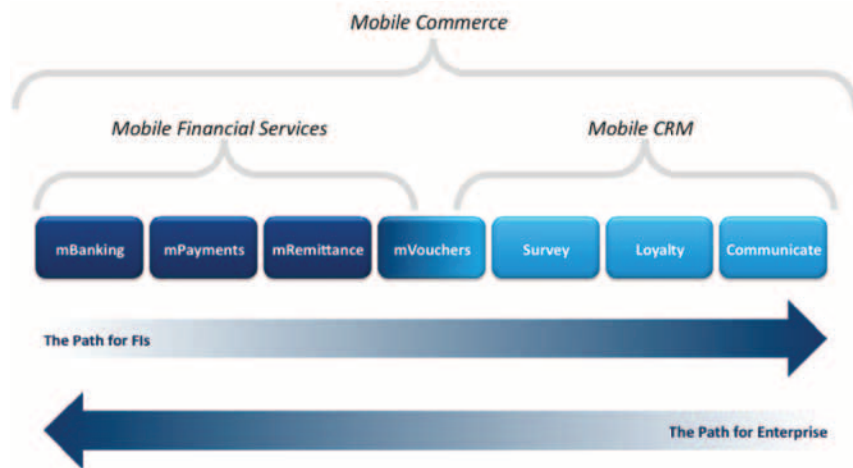 Mobile Commerce
Mobile Financial Services
Mobile CRM
mBanking
mPayments
mRemittance
mVouchers
Survey
Loyalty
Communicate
The Path for FIs
The Path for Enterprise